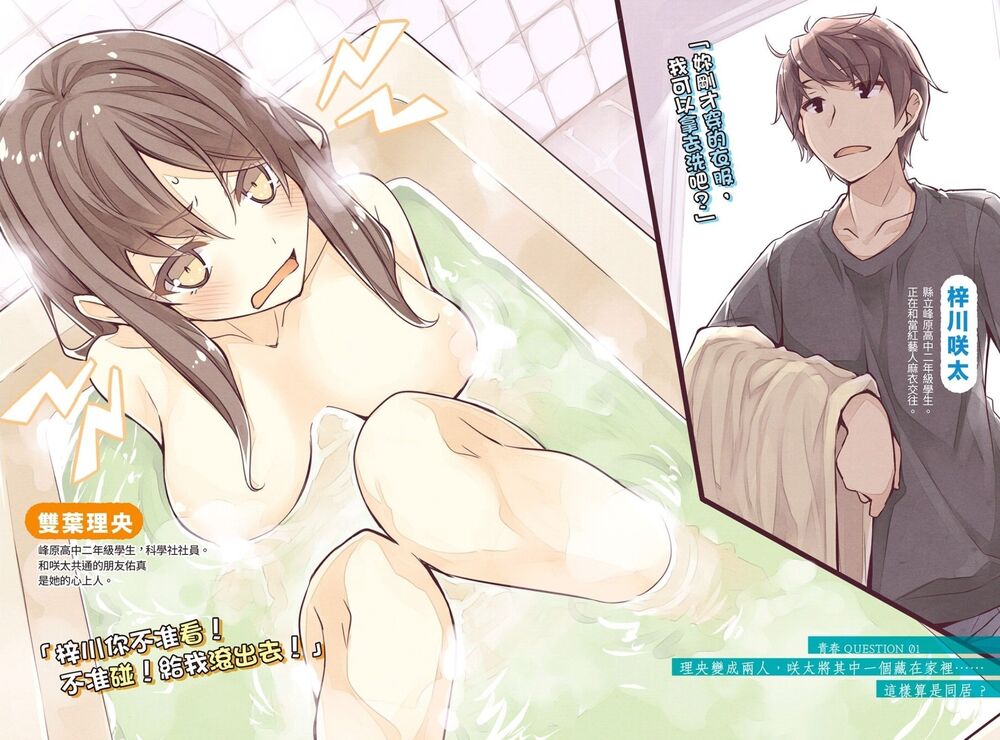 「妳剛才穿的衣服，
我可以拿去洗吧？」
梓川咲太
縣立峰原高中二年級學生。
正在和當紅藝人麻衣交往。
雙葉理央
峰原高中二年級學生，科學社社員。
和咲太共通的朋友佑真
是她的心上人。
「梓川你不准看！
不准碰！給我滾出去！」
青春 QUESTION 01
理央變成兩人，咲太將其中一個藏在家裡……
這樣算是同居？